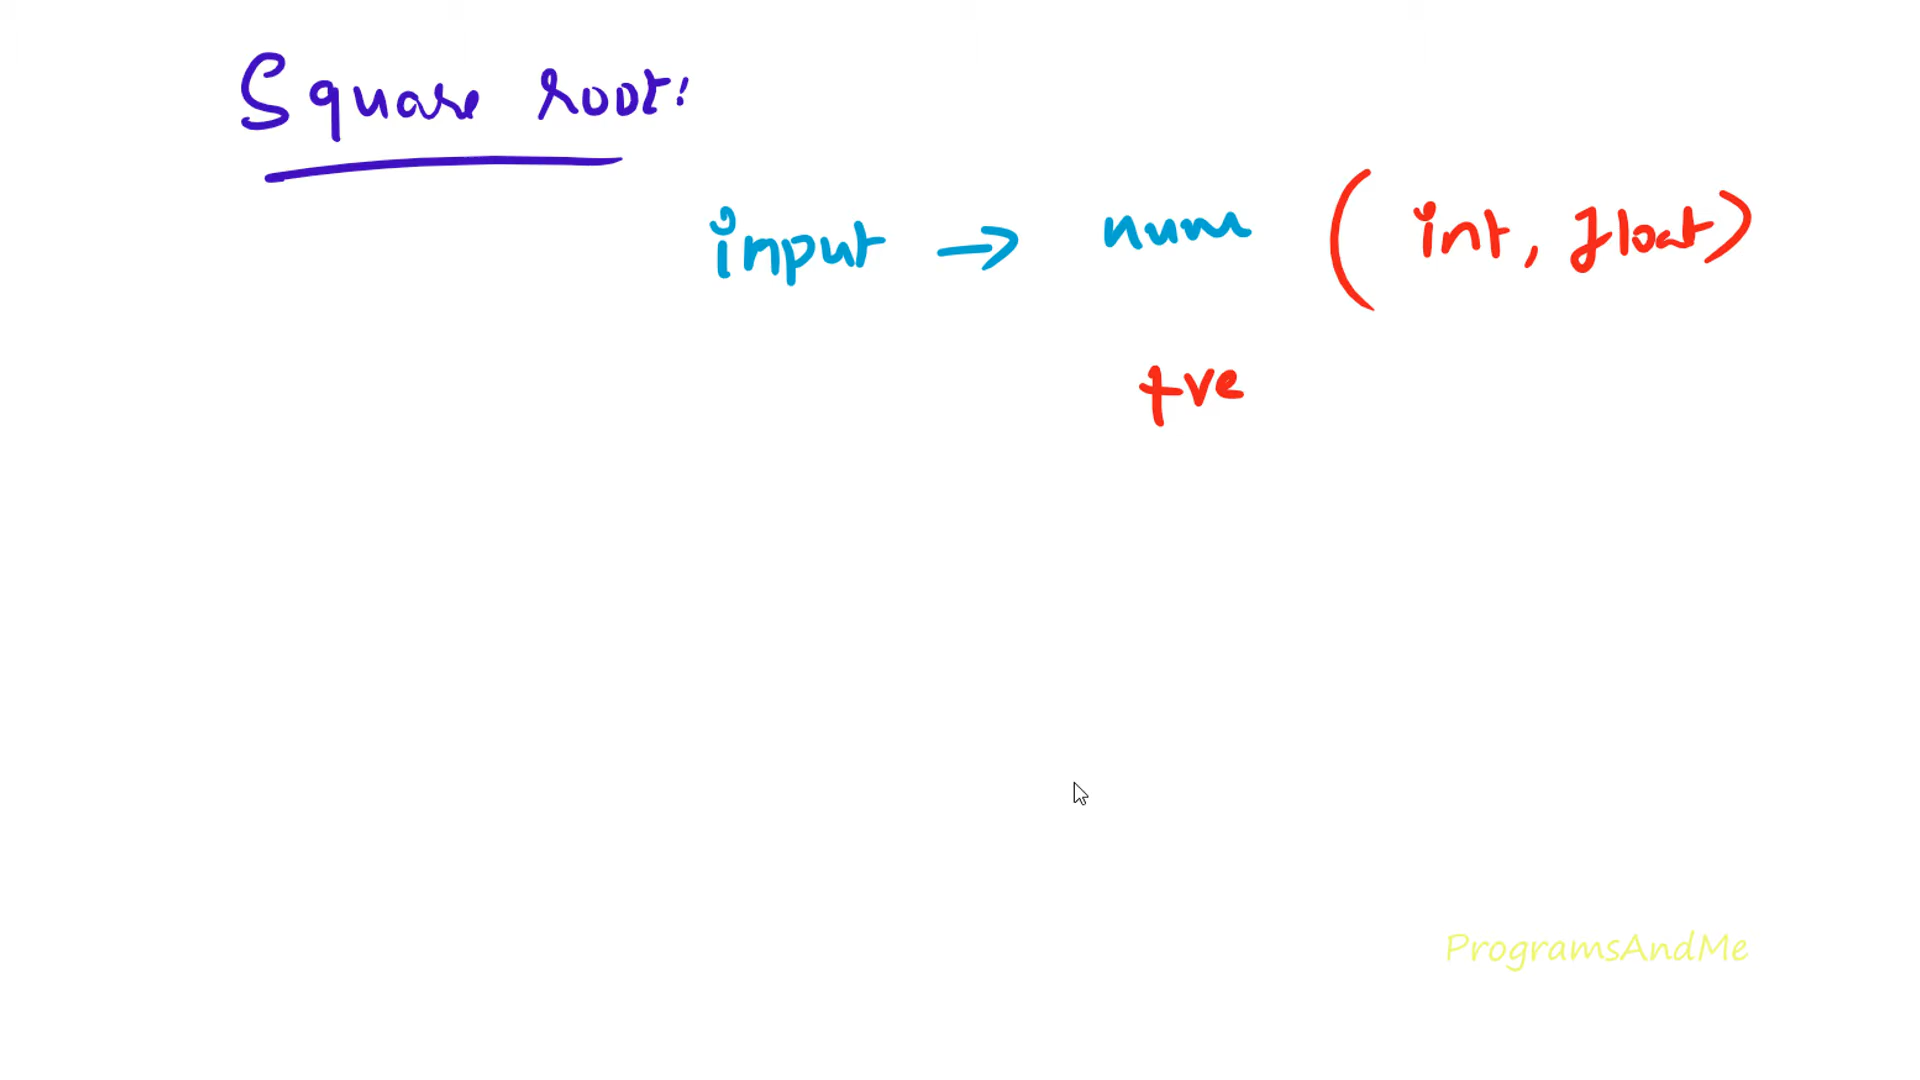 Square root:
input → num (int, float)
+ve
ProgramsAndMe